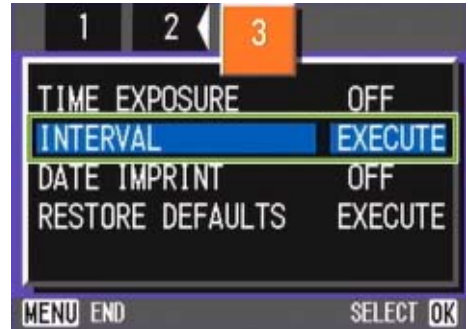 1 2 3
TIME EXPOSURE OFF
INTERVAL EXECUTE
DATE IMPRINT OFF
RESTORE DEFAULTS EXECUTE
MENU END SELECT OK